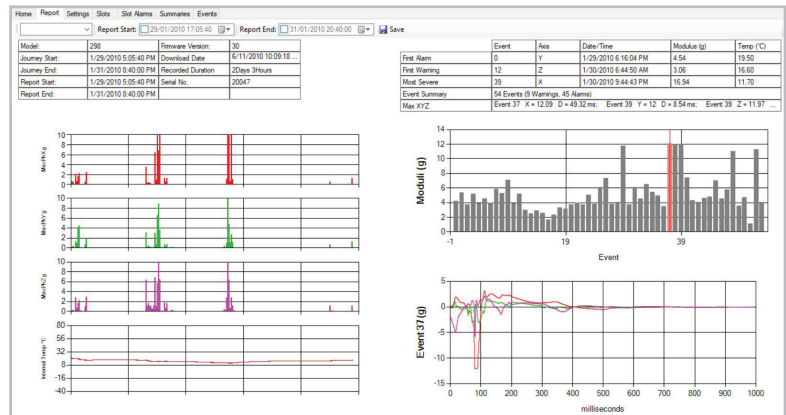 Home Report Settings Slots Slot Alarms Summaries Events
Report Start: 29/01/2010 17:05:40 Report End: 31/01/2010 20:40:00 Save
Model: 298 Firmware Version: 30
Journey Start: 1/29/2010 5:05:40 PM Download Date 6/11/2010 10:09:18 ...
Journey End: 1/31/2010 8:40:00 PM Recorded Duration 2Days 3Hours
Report Start: 1/29/2010 5:05:40 PM Serial No. 20047
Report End: 1/31/2010 8:40:00 PM
Event Axis Date/Time Modulus (g) Temp (°C)
First Alarm 0 Y 1/29/2010 6:16:04 PM 4.54 19.50
First Warning 12 Z 1/30/2010 6:44:50 AM 3.06 16.60
Most Severe 39 X 1/30/2010 9:44:43 PM 16.94 11.70
Event Summary 54 Events (9 Warnings, 45 Alarms)
Max XYZ Event 37 X = 12.09 D = 49.32 ms; Event 39 Y = 12 D = 8.54 ms; Event 39 Z = 11.97 ...
Max Pk X g
10
8
6
4
2
0
Max Pk Y g
10
8
6
4
2
0
Max Pk Z g
10
8
6
4
2
0
Internal Temp °C
80
56
32
8
-16
-40
Moduli (g)
14
12
10
8
6
4
2
0
-1 19 39
Event
Event 37 (g)
5
0
-5
-10
-15
0 100 200 300 400 500 600 700 800 900 1000
milliseconds